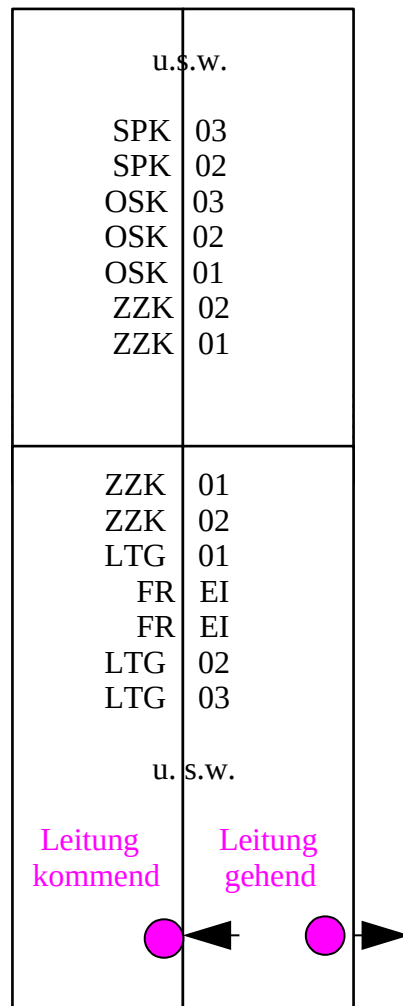 u.s.w.
SPK 03
SPK 02
OSK 03
OSK 02
OSK 01
ZZK 02
ZZK 01
ZZK 01
ZZK 02
LTG 01
FR EI
FR EI
LTG 02
LTG 03
u. s.w.
Leitung Leitung
kommend gehend